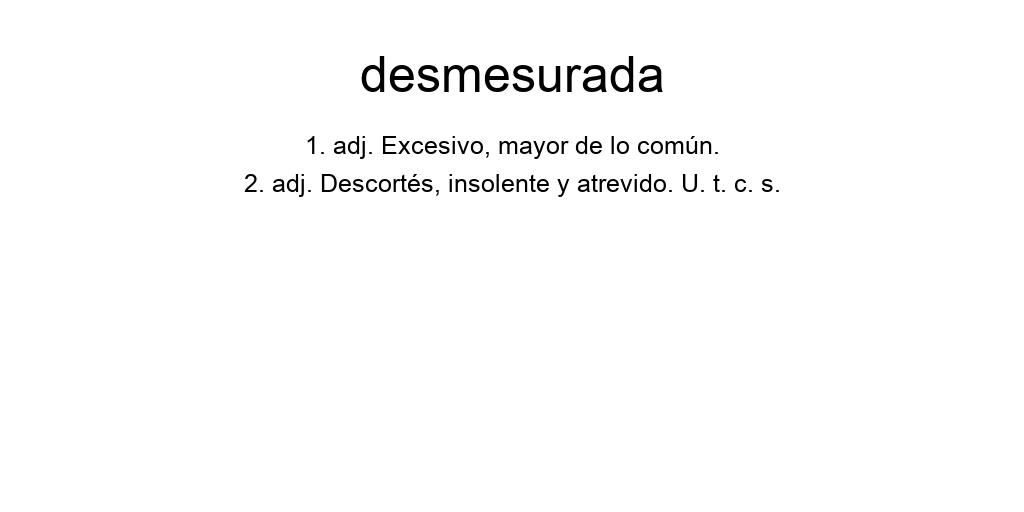 desmesurada
1. adj. Excesivo, mayor de lo común.
2. adj. Descortés, insolente y atrevido. U. t. c. s.